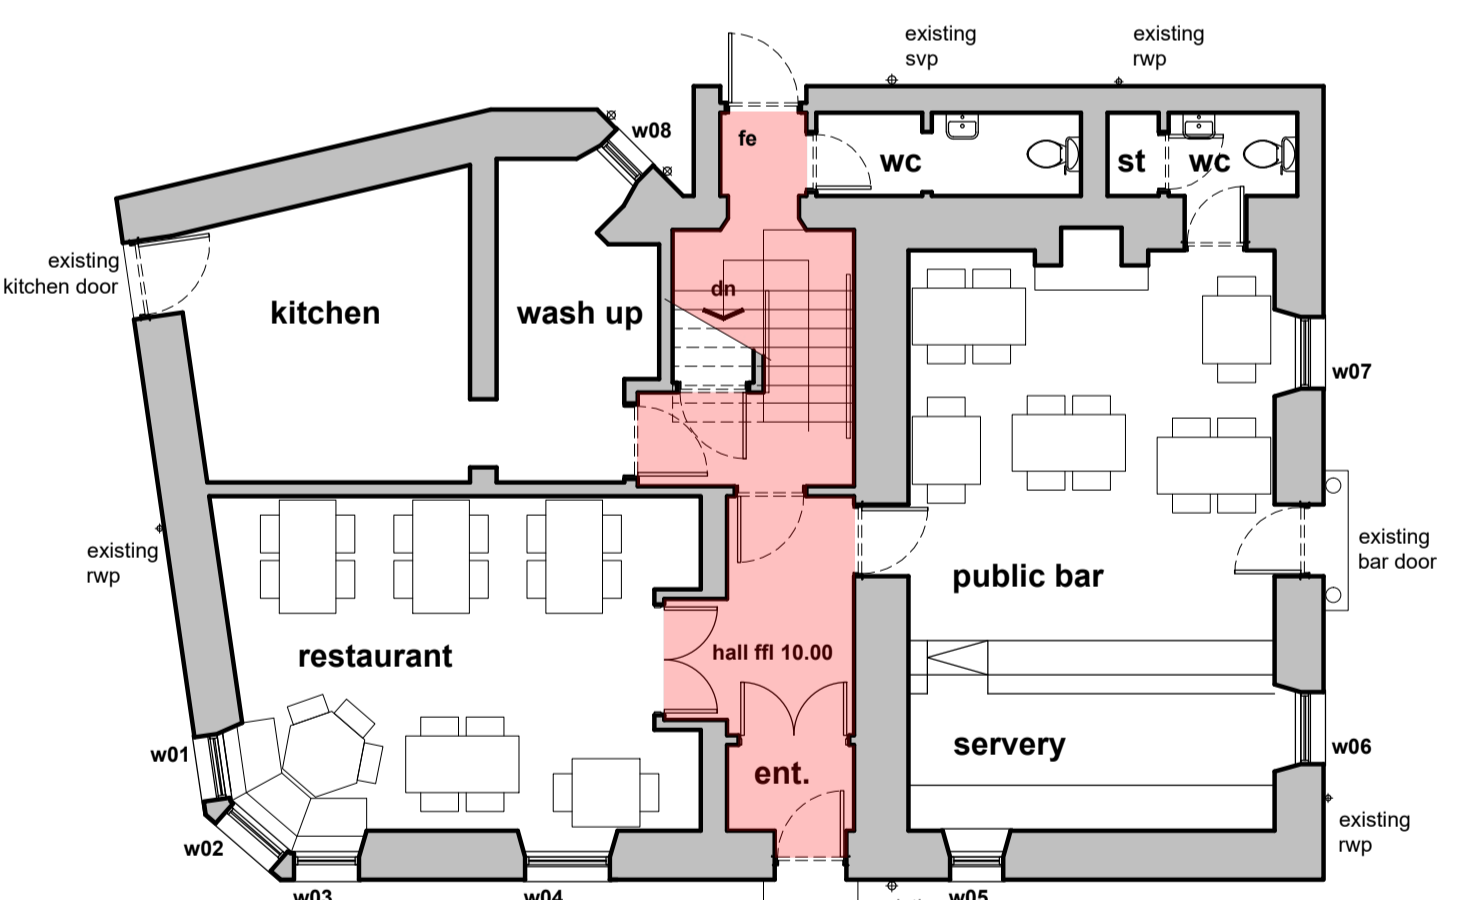 existing
svp
existing
rwp
w08
fe
wc
st
wc
existing
kitchen door
kitchen
wash up
dn
w07
existing
rwp
public bar
existing
bar door
restaurant
hall ffl 10.00
w01
ent.
servery
w06
w02
existing
rwp
w03
w04
w05